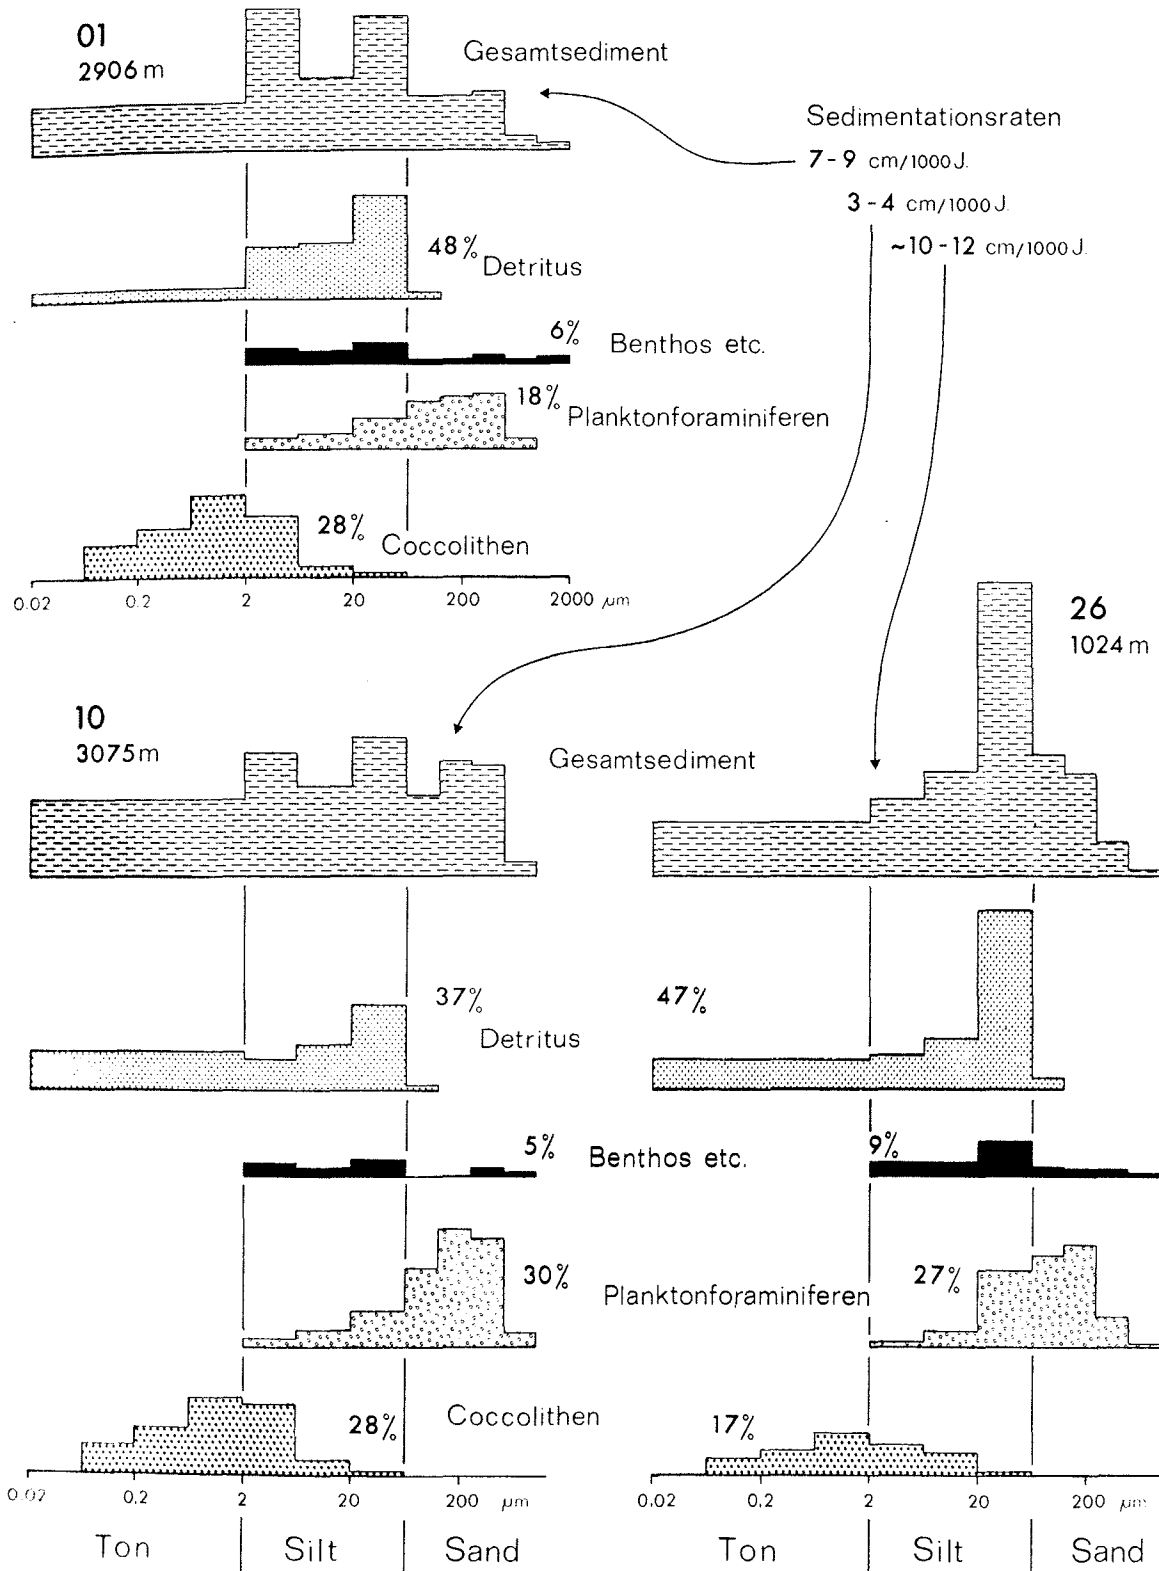 01
2906 m
Gesamtsediment
Sedimentationsraten
7-9 cm/1000 J.
3-4 cm/1000 J.
~10-12 cm/1000 J.
48% Detritus
6% Benthos etc.
18% Planktonforaminiferen
28% Coccolithen
0.02 0.2 2 20 200 2000 µm
26
1024 m
10
3075 m
Gesamtsediment
37% Detritus
47%
5% Benthos etc.
9%
30% Planktonforaminiferen
27%
28% Coccolithen
17%
0.02 0.2 2 20 200 µm
0.02 0.2 2 20 200
Ton Silt Sand
Ton Silt Sand